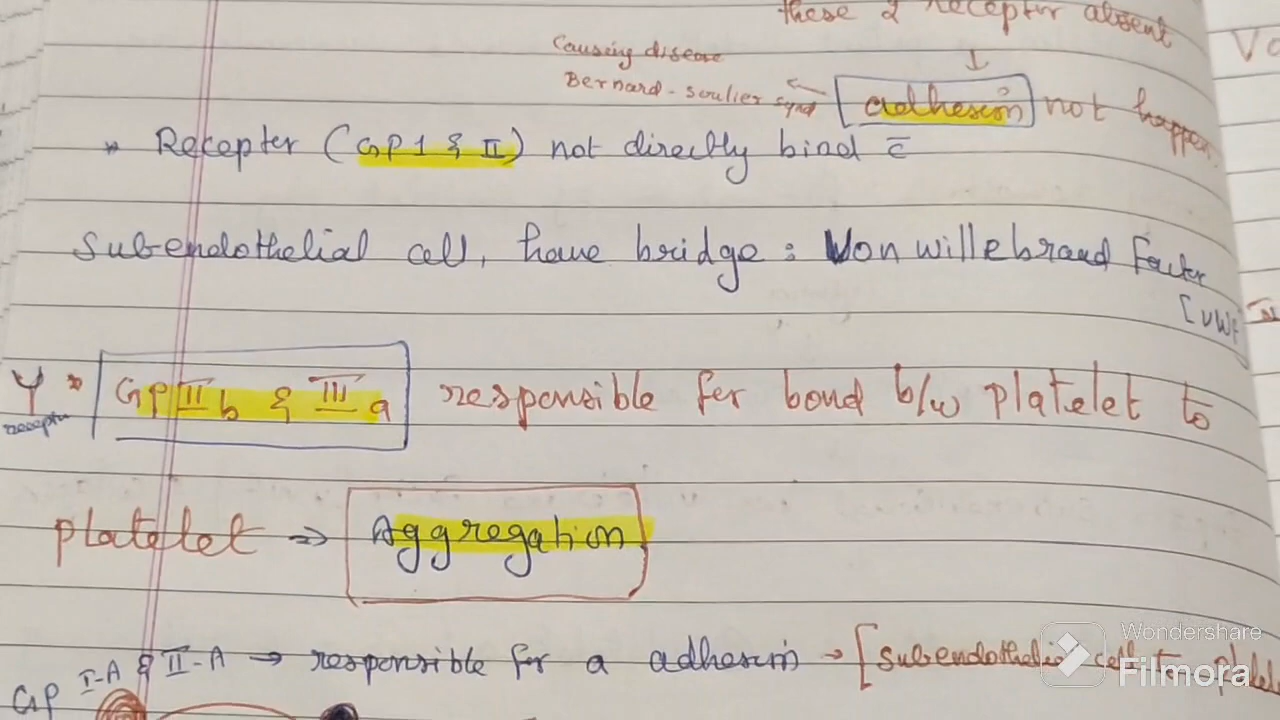 these 2 receptor absent
Causing disease
↓
Bernard-soulier synd ← adhesion not happen
* Recepter (GP1 & II) not directly bind c̄
Subendothelial cell, have bridge: Von willebrand Factor
[vWF
* GP IIb & IIIa responsible for bond b/w platelet to
receptor
platelet ⇒ Aggregation
GP I-A & II-A → responsible for a adhesion → [subendothelial cell to
Wondershare
Filmora